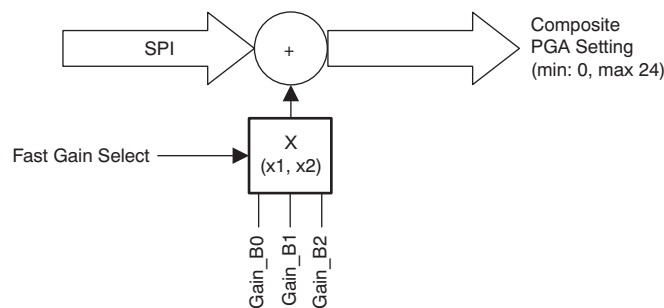 SPI
+
Composite
PGA Setting
(min: 0, max 24)
Fast Gain Select
X
(x1, x2)
Gain_B0
Gain_B1
Gain_B2